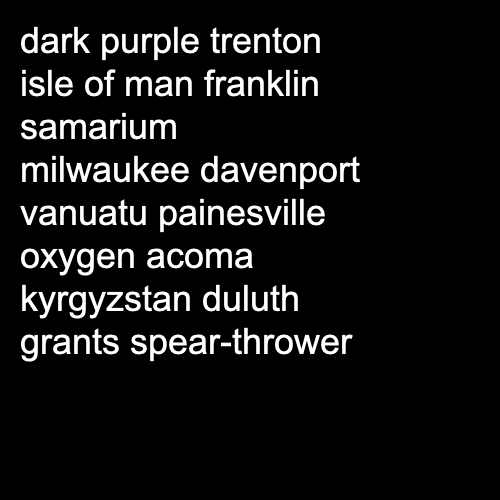 dark purple trenton
isle of man franklin
samarium
milwaukee davenport
vanuatu painesville
oxygen acoma
kyrgyzstan duluth
grants spear-thrower